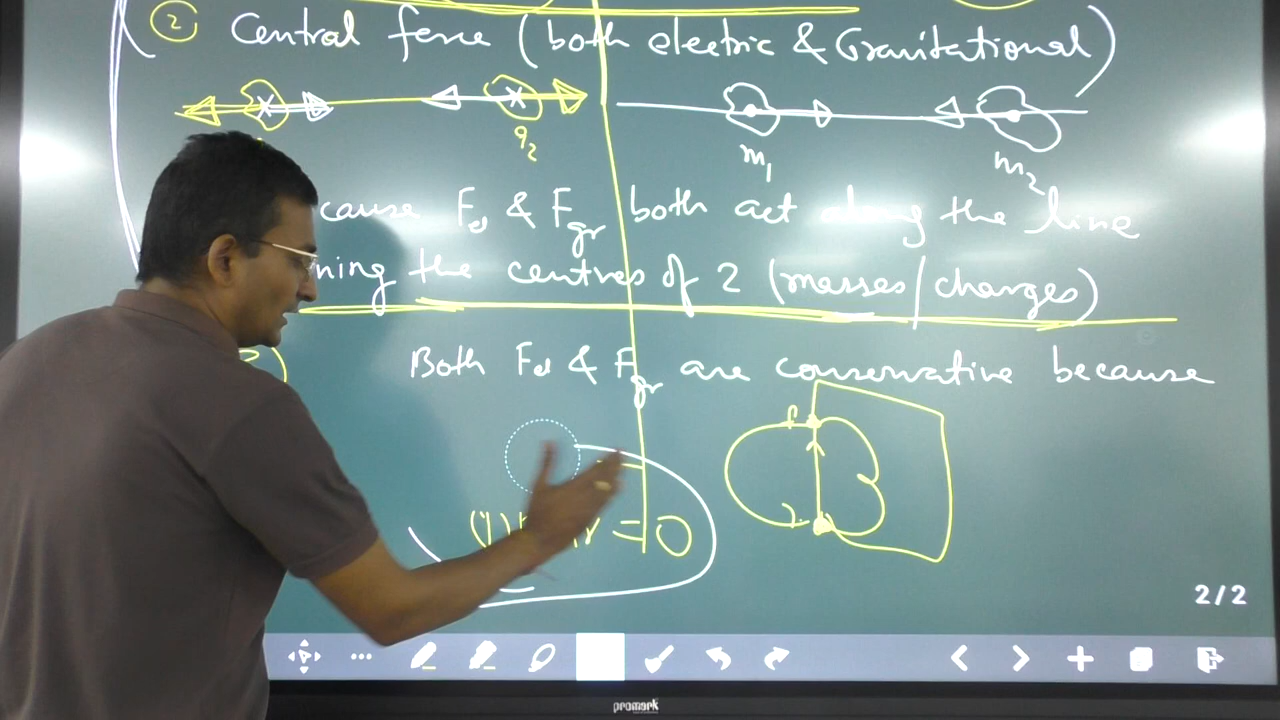 ② Central force (both electric & Gravitational)
q2 m1 m2
cause Fel & Fgr both act along the line
ning the centres of 2 (masses/charges)
Both Fel & Fgr are conservative because
= 0
2/2
promark